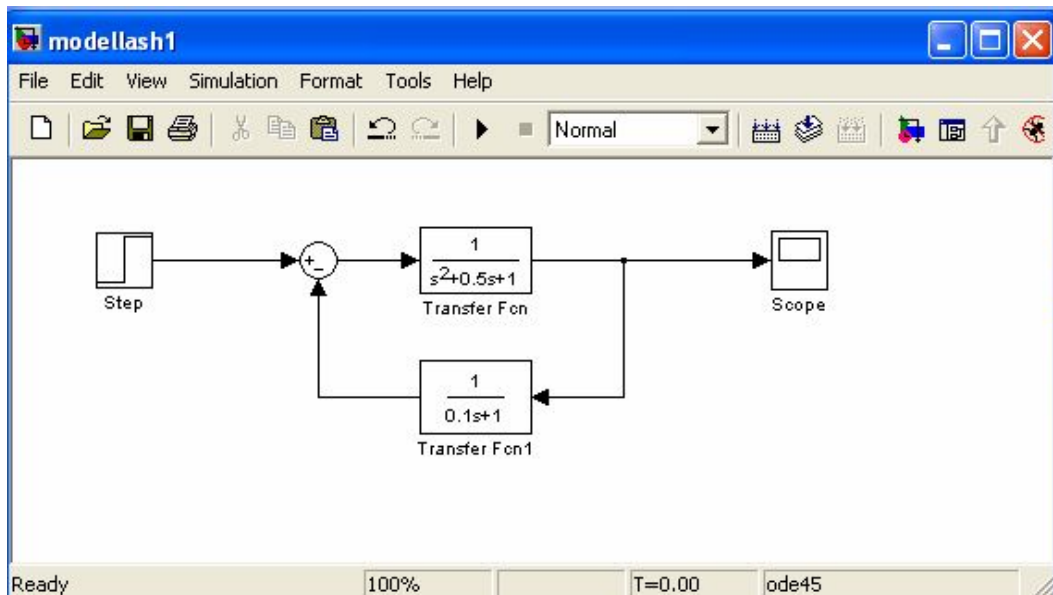 modellash1
File Edit View Simulation Format Tools Help
Normal
+
−
1
s²+0.5s+1
Step
Transfer Fcn
Scope
1
0.1s+1
Transfer Fcn1
Ready 100% T=0.00 ode45